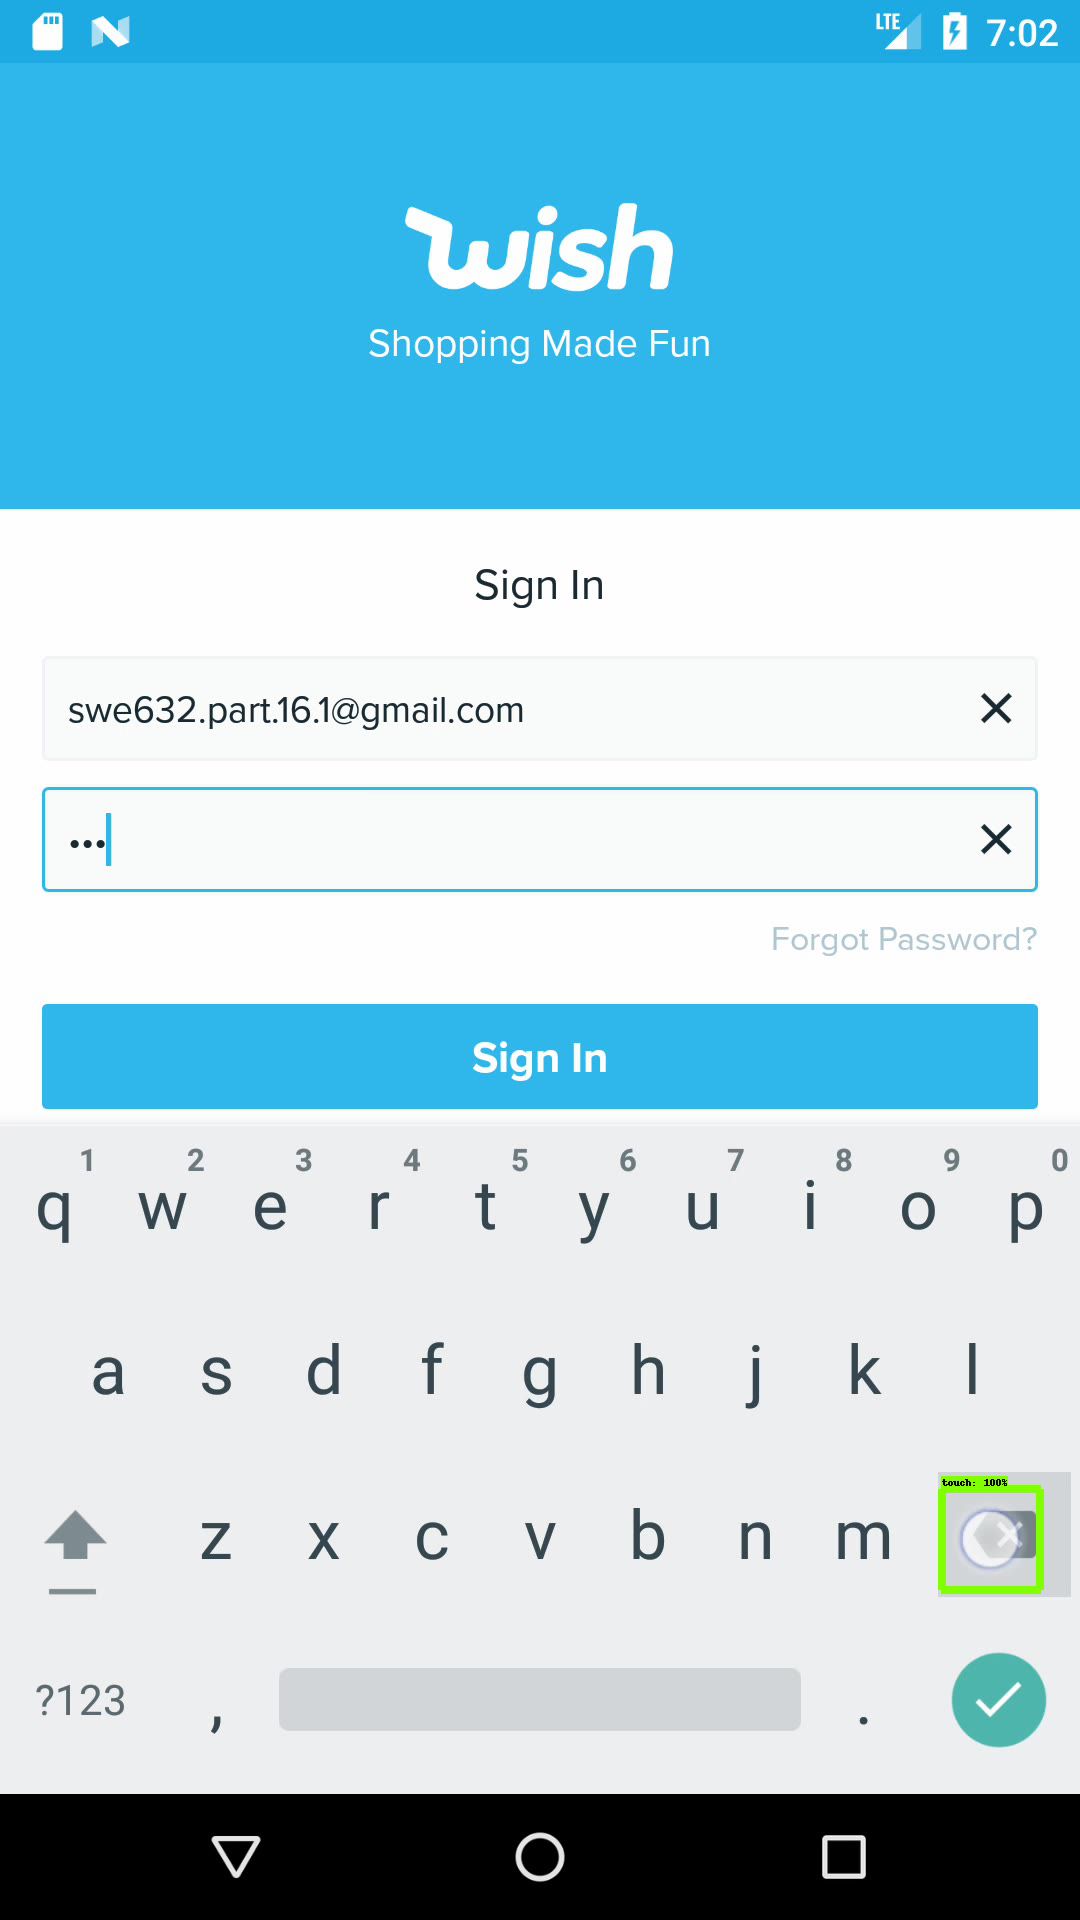 LTE 7:02
wish
Shopping Made Fun
Sign In
swe632.part.16.1@gmail.com
•••
Forgot Password?
Sign In
1 2 3 4 5 6 7 8 9 0
q w e r t y u i o p
a s d f g h j k l
touch: 100%
z x c v b n m
?123 , .